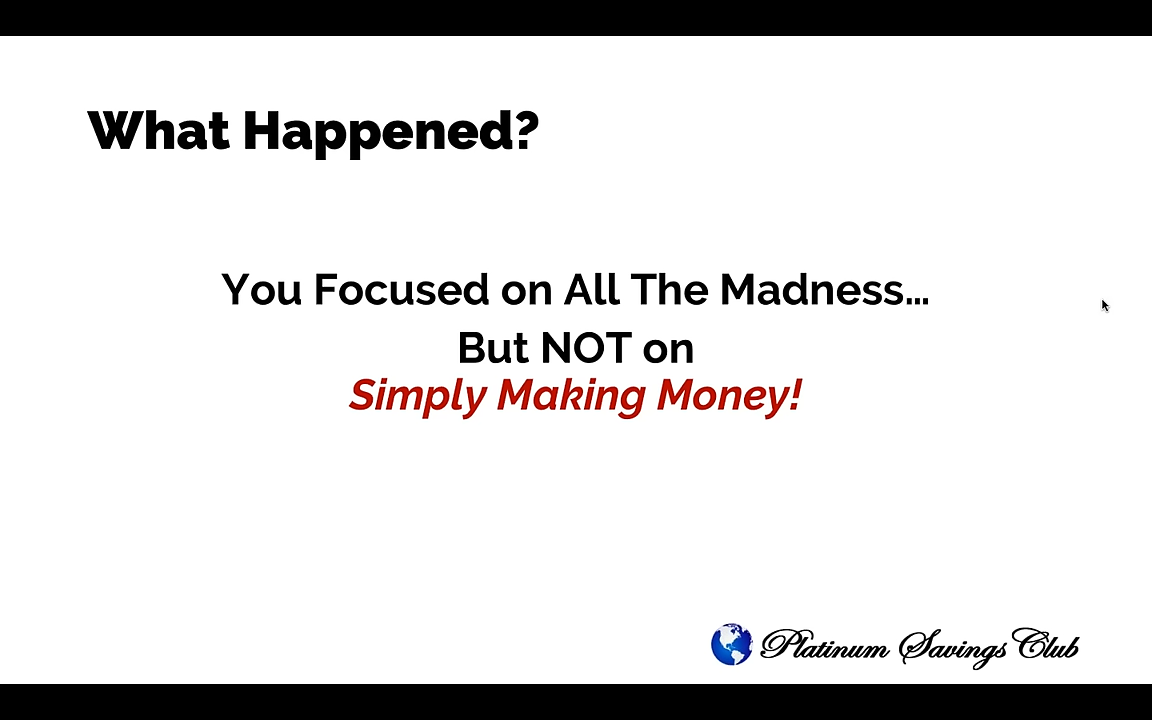 What Happened?
You Focused on All The Madness...
But NOT on
Simply Making Money!
Platinum Savings Club